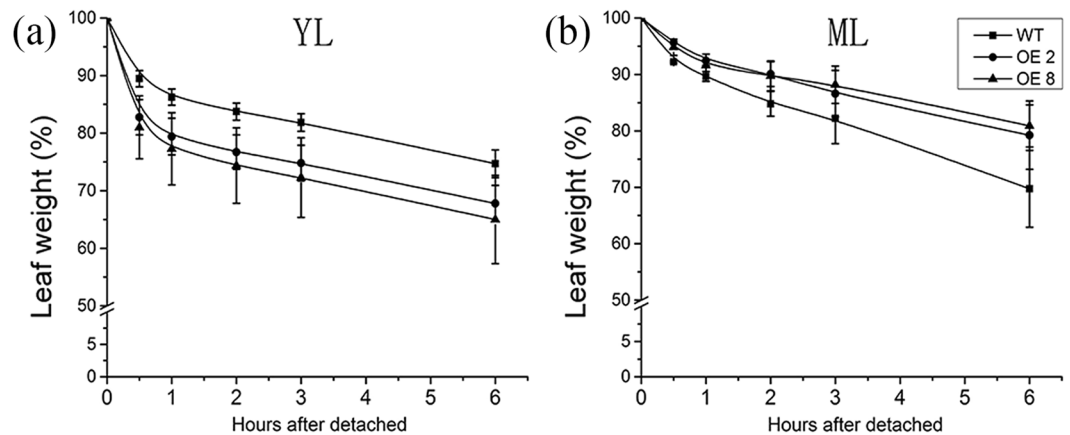 (a)
YL
Leaf weight (%)
100
90
80
70
60
50
5
0
0 1 2 3 4 5 6
Hours after detached
(b)
ML
WT
OE 2
OE 8
Leaf weight (%)
100
90
80
70
60
50
5
0
0 1 2 3 4 5 6
Hours after detached